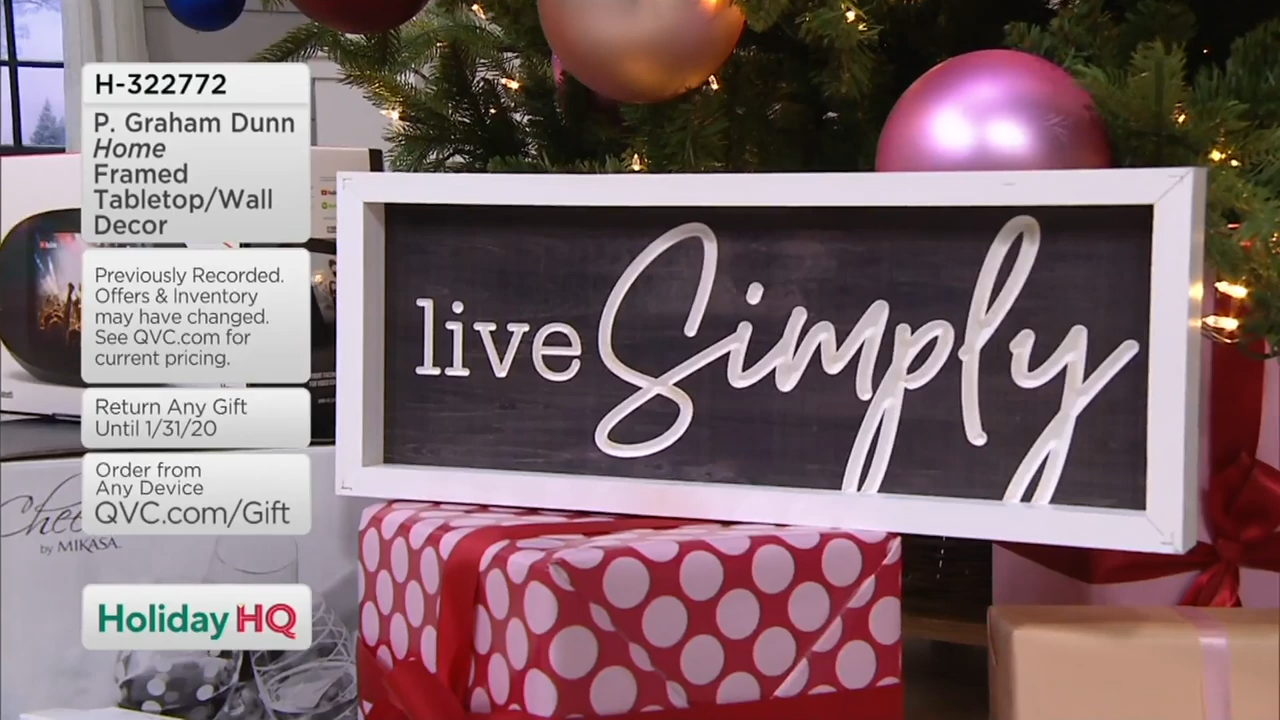 H-322772
P. Graham Dunn
Home
Framed
Tabletop/Wall
Decor
Previously Recorded.
Offers & Inventory
may have changed.
See QVC.com for
current pricing.
Return Any Gift
Until 1/31/20
Order from
Any Device
QVC.com/Gift
Holiday HQ
live Simply
by MIKASA